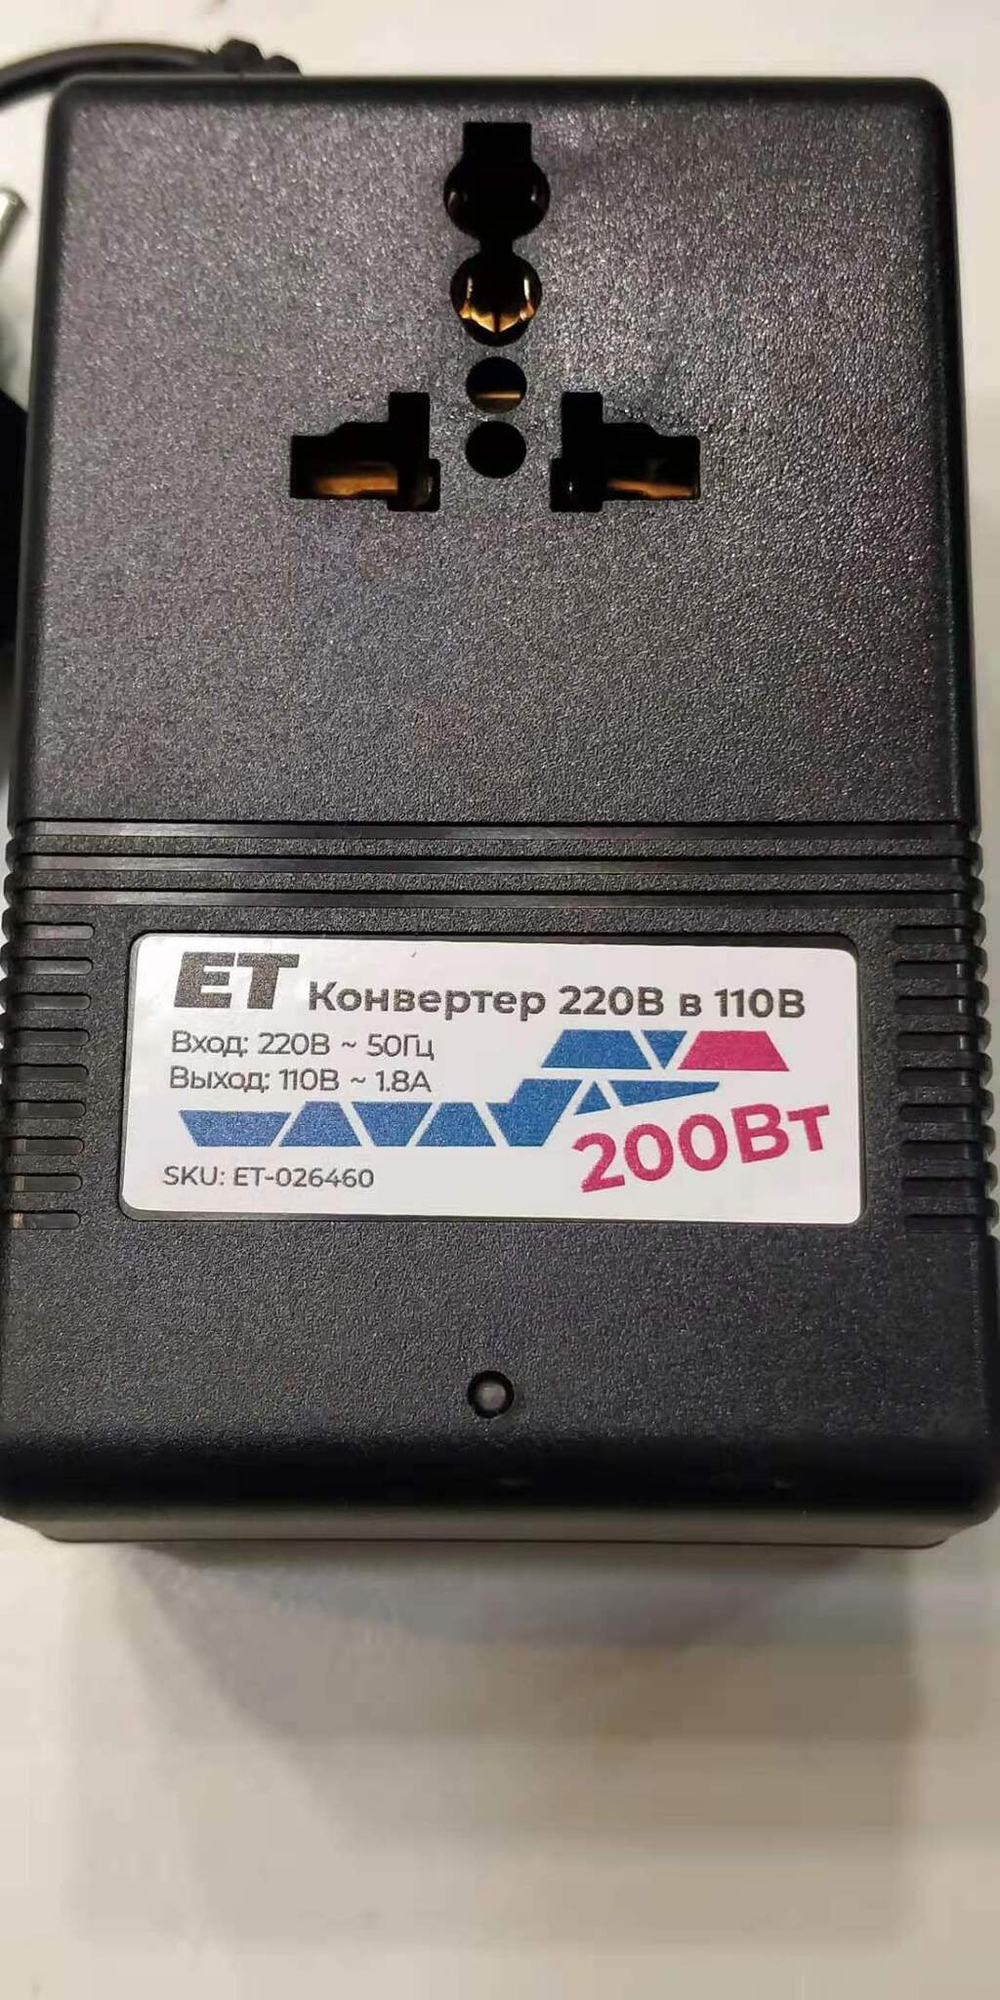 ET Конвертер 220В в 110В
Вход: 220В ~ 50Гц
Выход: 110В ~ 1.8А
200Вт
SKU: ET-026460